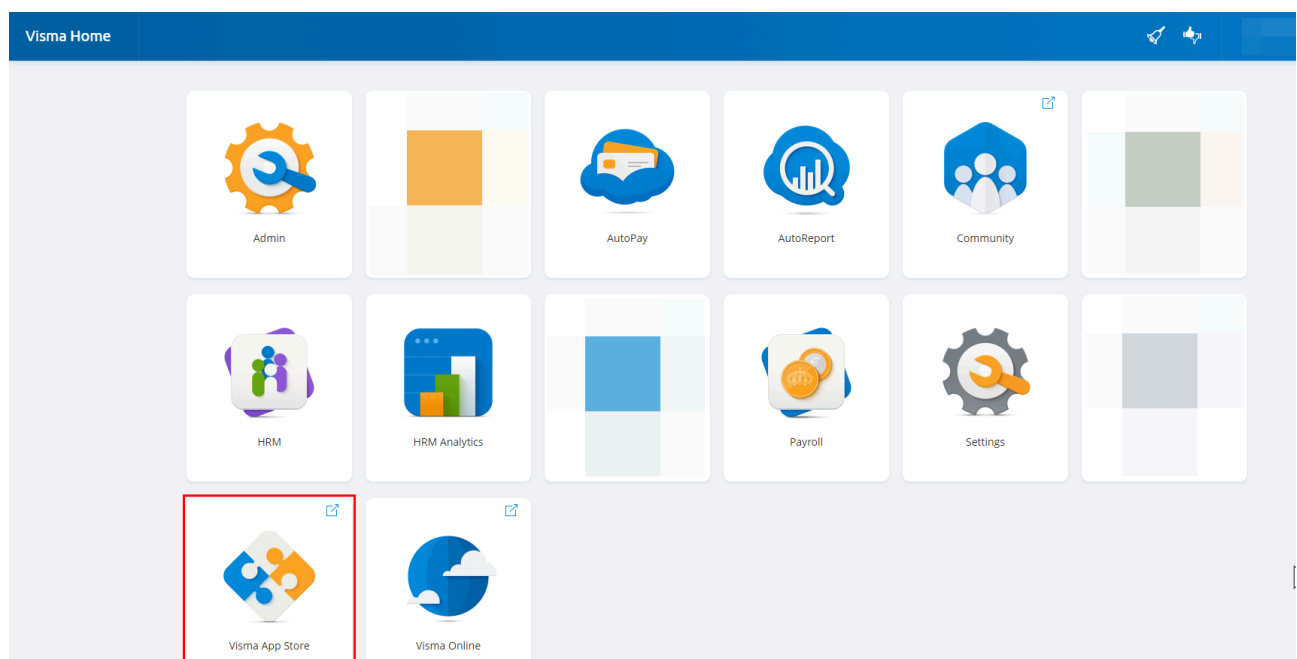 Visma Home
Admin
AutoPay
AutoReport
Community
HRM
HRM Analytics
Payroll
Settings
Visma App Store
Visma Online